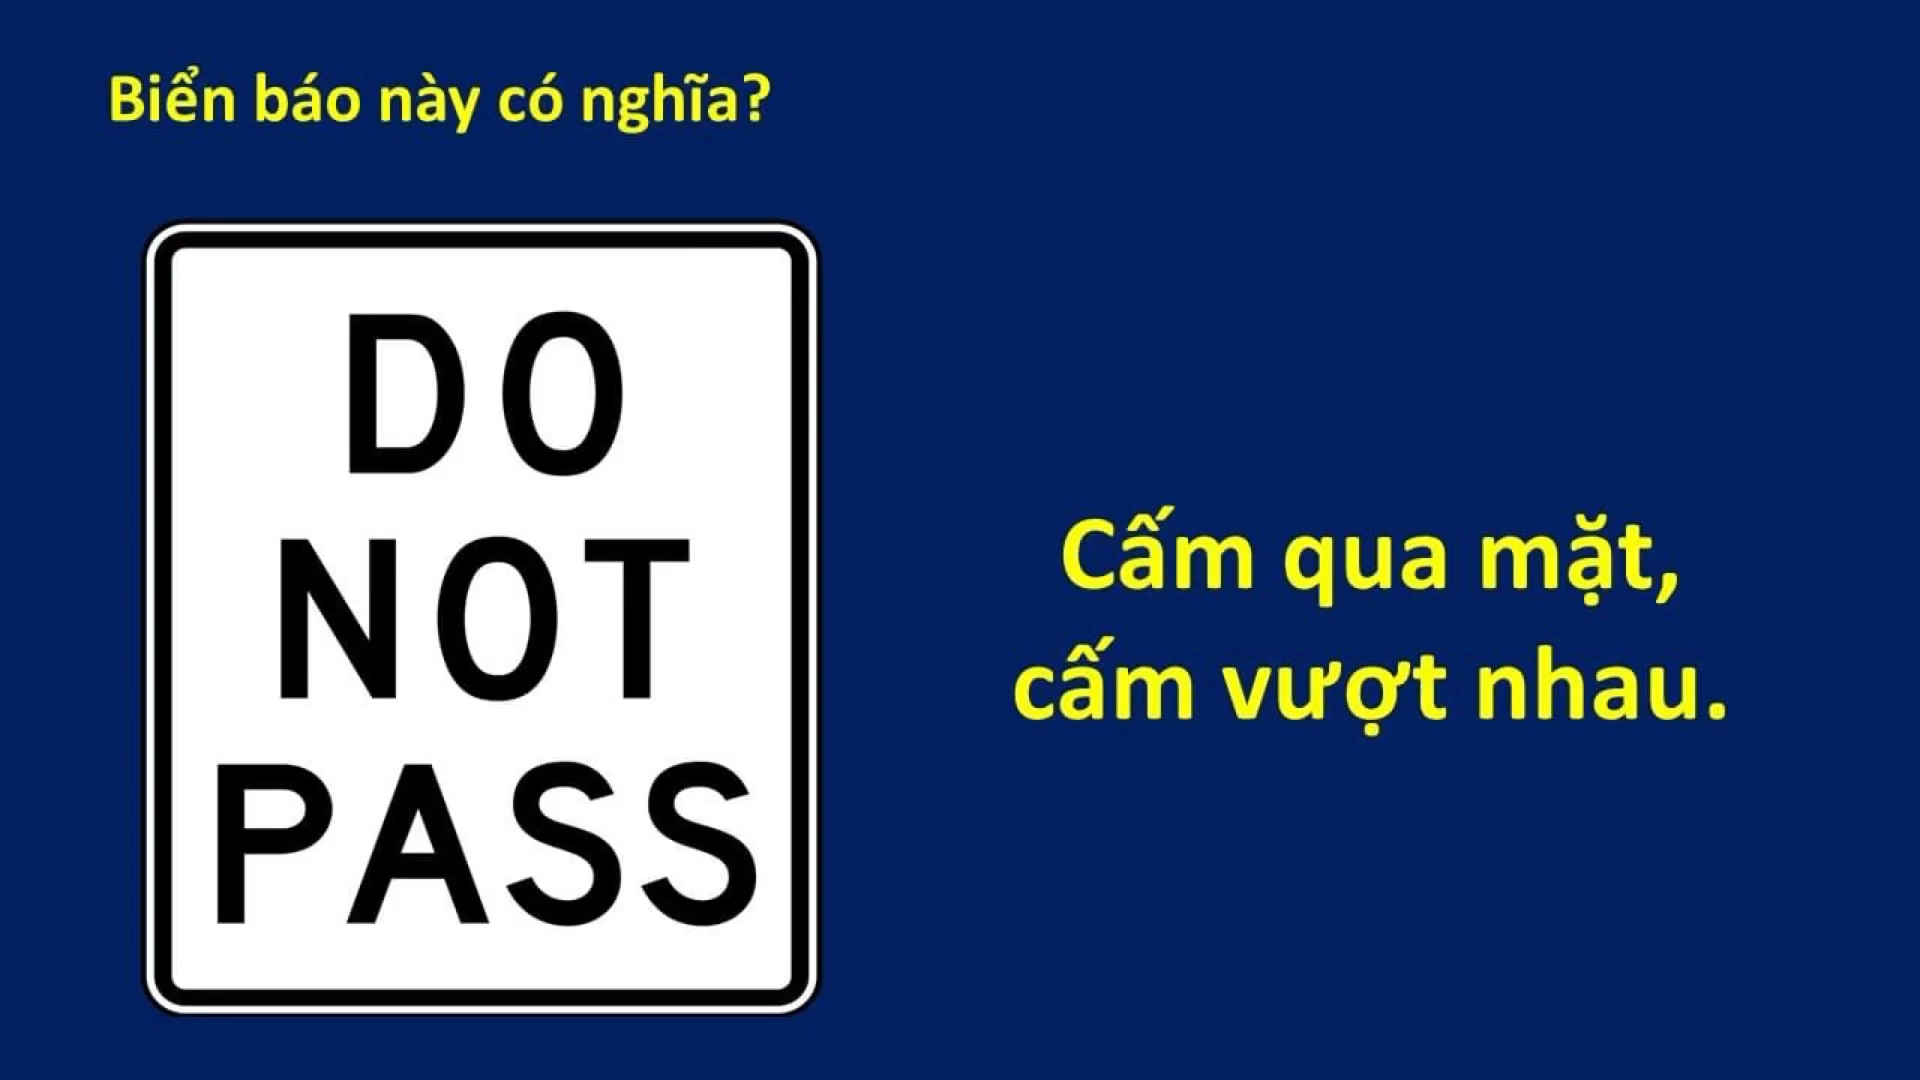 Biển báo này có nghĩa?
DO
NOT
PASS
Cấm qua mặt,
cấm vượt nhau.